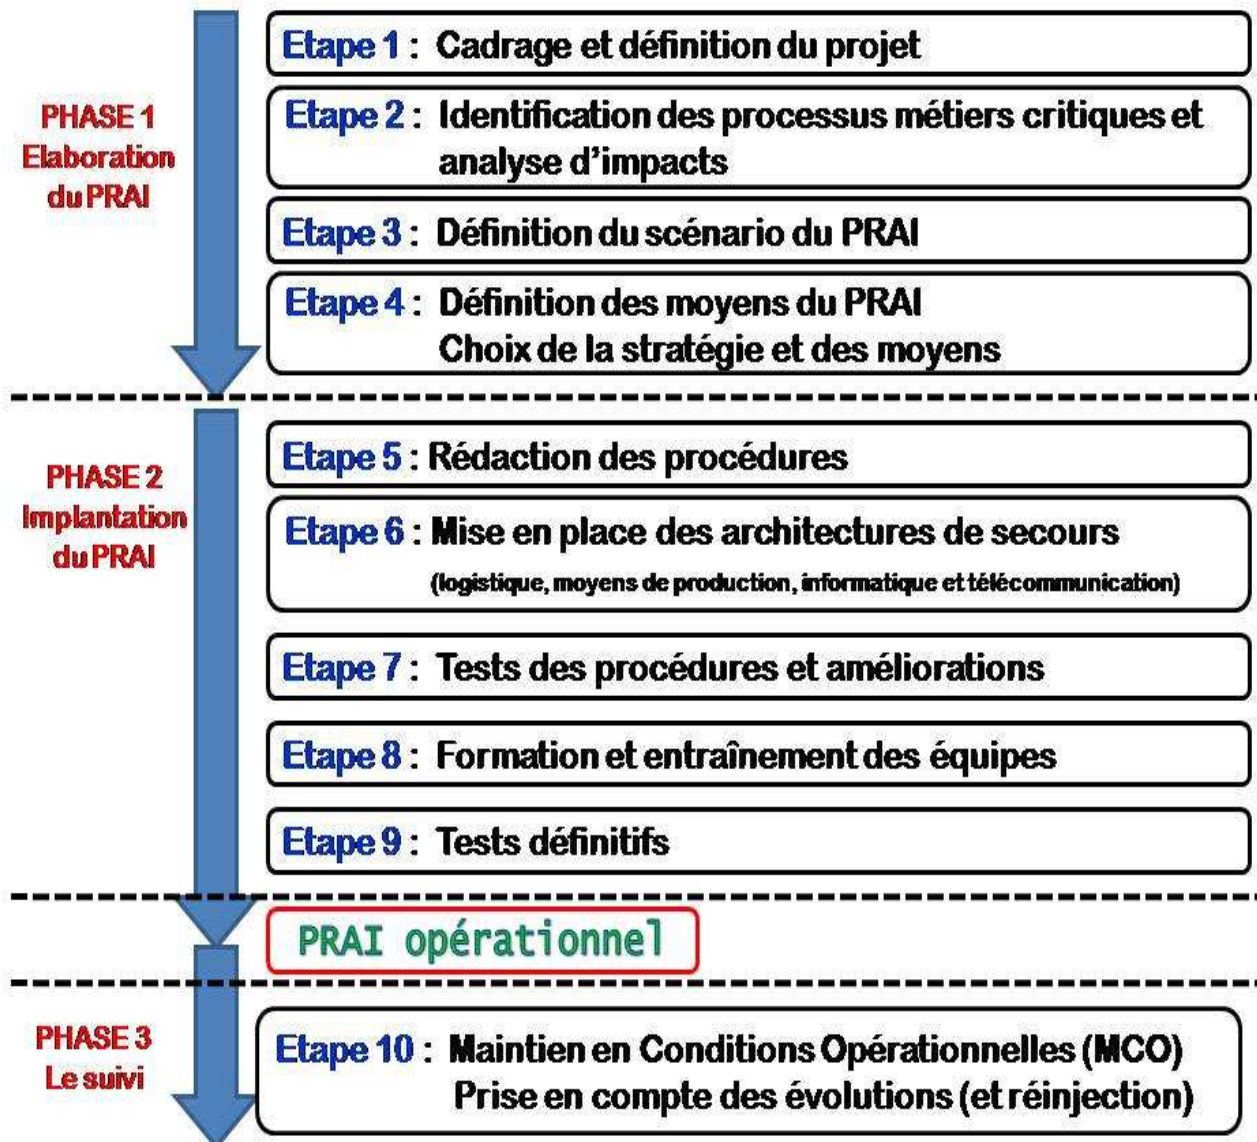 PHASE 1
Elaboration
du PRAI
Etape 1 : Cadrage et définition du projet
Etape 2 : Identification des processus métiers critiques et
analyse d'impacts
Etape 3 : Définition du scénario du PRAI
Etape 4 : Définition des moyens du PRAI
Choix de la stratégie et des moyens
PHASE 2
Implantation
du PRAI
Etape 5 : Rédaction des procédures
Etape 6 : Mise en place des architectures de secours
(logistique, moyens de production, informatique et télécommunication)
Etape 7 : Tests des procédures et améliorations
Etape 8 : Formation et entraînement des équipes
Etape 9 : Tests définitifs
PRAI opérationnel
PHASE 3
Le suivi
Etape 10 : Maintien en Conditions Opérationnelles (MCO)
Prise en compte des évolutions (et réinjection)